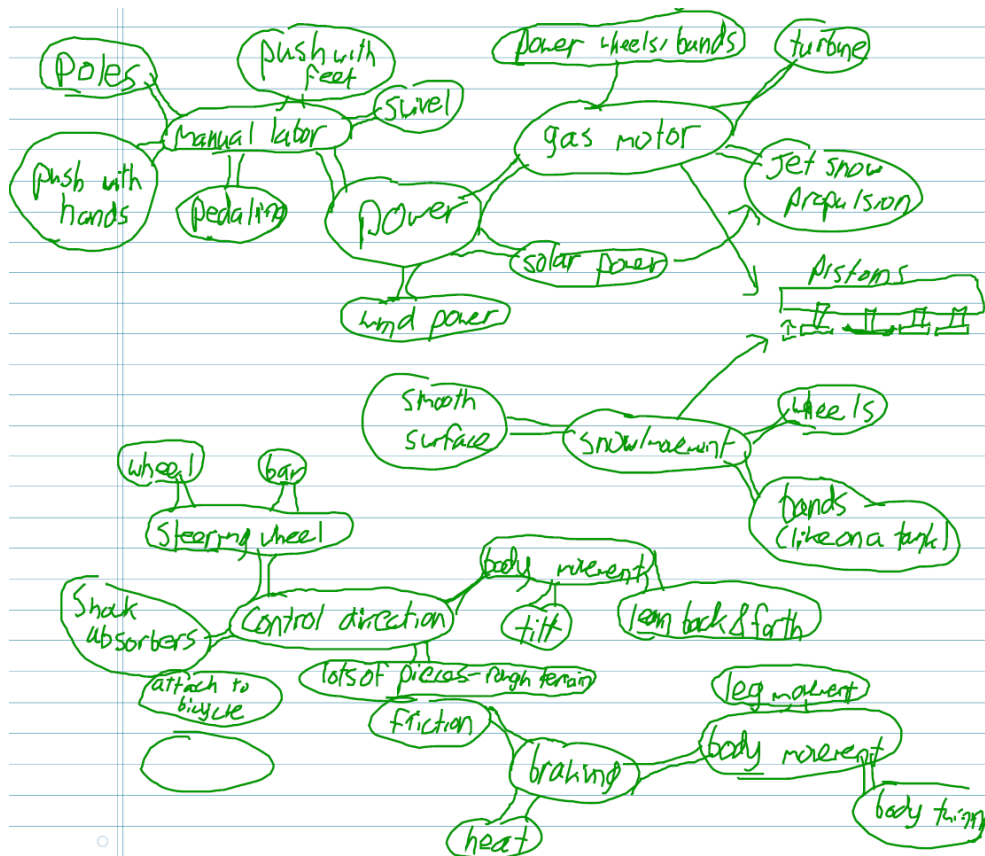 power wheels/bands
turbine
Poles
push with
feet
swivel
manual labor
gas motor
push with
hands
pedaling
power
jet snow
propulsion
solar power
wind power
pistons
smooth
surface
snow/movement
wheels
bands
(like on a tank)
wheel
bar
steering wheel
body movement
Shock
absorbers
control direction
tilt
lean back & forth
lots of pieces-rough terrain
attach to
bicycle
friction
leg movement
braking
body movement
body
heat